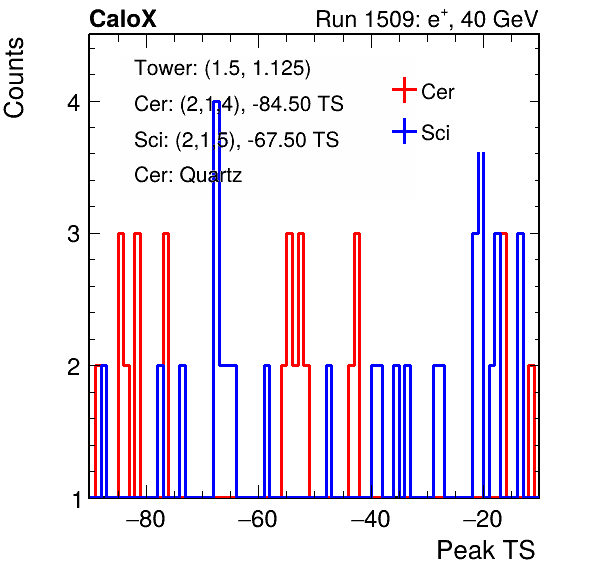 CaloX Run 1509: e⁺, 40 GeV
Counts
Tower: (1.5, 1.125)
Cer: (2,1,4), -84.50 TS
Sci: (2,1,5), -67.50 TS
Cer: Quartz
Cer
Sci
4
3
2
1
−80 −60 −40 −20
Peak TS